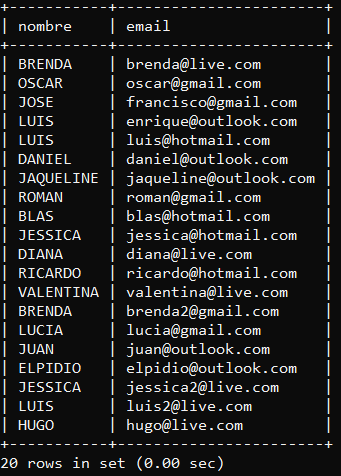 +-----------+-----------------------+
| nombre    | email                 |
+-----------+-----------------------+
| BRENDA    | brenda@live.com       |
| OSCAR     | oscar@gmail.com       |
| JOSE      | francisco@gmail.com   |
| LUIS      | enrique@outlook.com   |
| LUIS      | luis@hotmail.com      |
| DANIEL    | daniel@outlook.com    |
| JAQUELINE | jaqueline@outlook.com |
| ROMAN     | roman@gmail.com       |
| BLAS      | blas@hotmail.com      |
| JESSICA   | jessica@hotmail.com   |
| DIANA     | diana@live.com        |
| RICARDO   | ricardo@hotmail.com   |
| VALENTINA | valentina@live.com    |
| BRENDA    | brenda2@gmail.com     |
| LUCIA     | lucia@gmail.com       |
| JUAN      | juan@outlook.com      |
| ELPIDIO   | elpidio@outlook.com   |
| JESSICA   | jessica2@live.com     |
| LUIS      | luis2@live.com        |
| HUGO      | hugo@live.com         |
+-----------+-----------------------+
20 rows in set (0.00 sec)